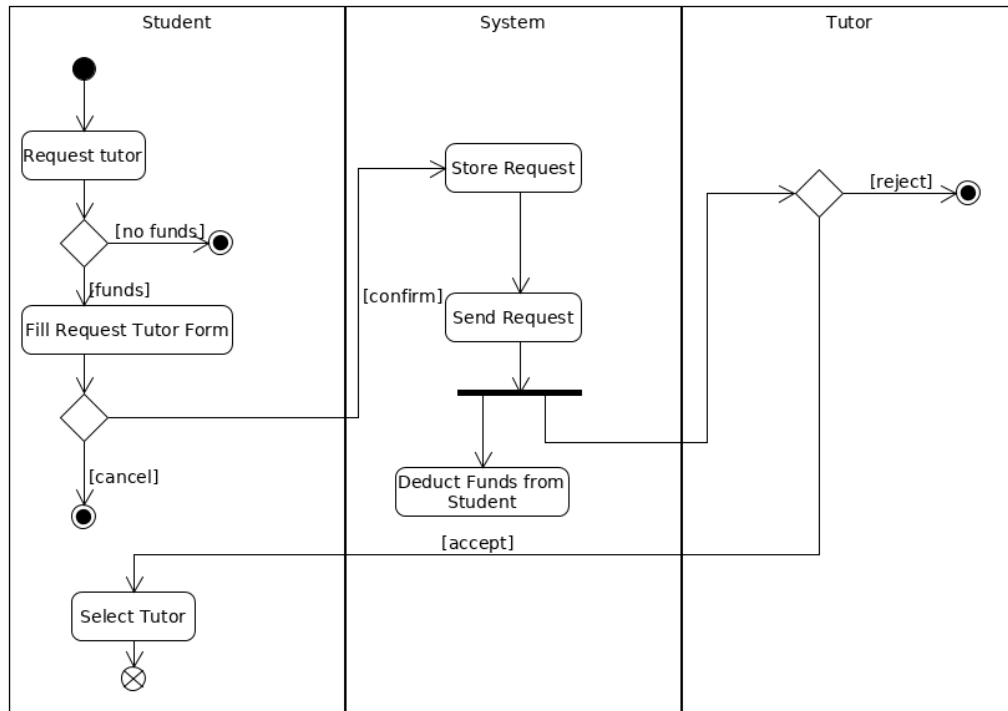 Student
System
Tutor
Request tutor
Store Request
[reject]
[no funds]
[funds]
[confirm]
Fill Request Tutor Form
Send Request
[cancel]
Deduct Funds from
Student
[accept]
Select Tutor